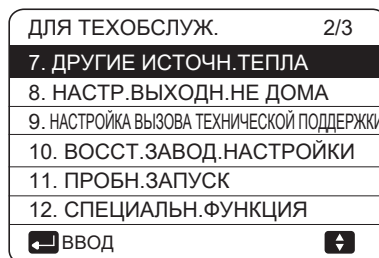 ДЛЯ ТЕХОБСЛУЖ. 2/3
7. ДРУГИЕ ИСТОЧН.ТЕПЛА
8. НАСТР.ВЫХОДН.НЕ ДОМА
9. НАСТРОЙКА ВЫЗОВА ТЕХНИЧЕСКОЙ ПОДДЕРЖКИ
10. ВОССТ.ЗАВОД.НАСТРОЙКИ
11. ПРОБН.ЗАПУСК
12. СПЕЦИАЛЬН.ФУНКЦИЯ
ВВОД